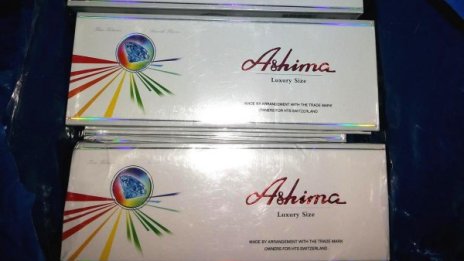 Ashima
Luxury Size
MADE BY ARRANGEMENT WITH THE TRADE MARK
OWNERS FOR HTS SWITZERLAND
Ashima
Luxury Size
MADE BY ARRANGEMENT WITH THE TRADE MARK
OWNERS FOR HTS SWITZERLAND